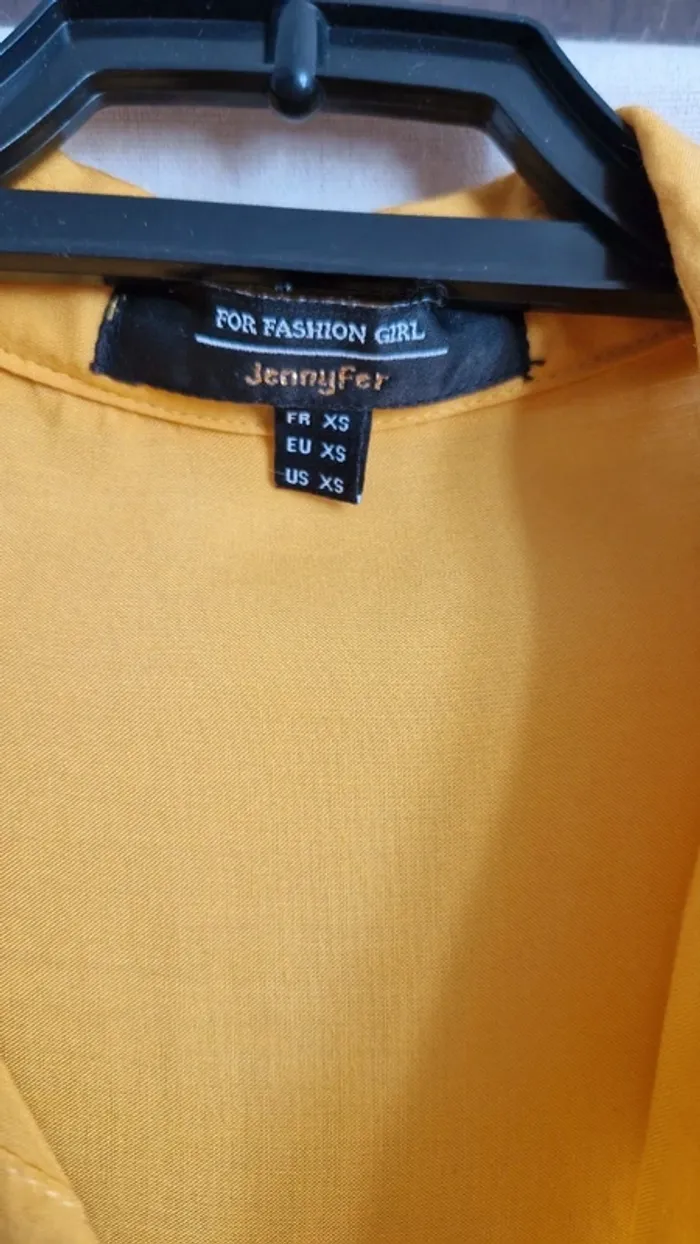 FOR FASHION GIRL
Jennyfer
FR XS
EU XS
US XS